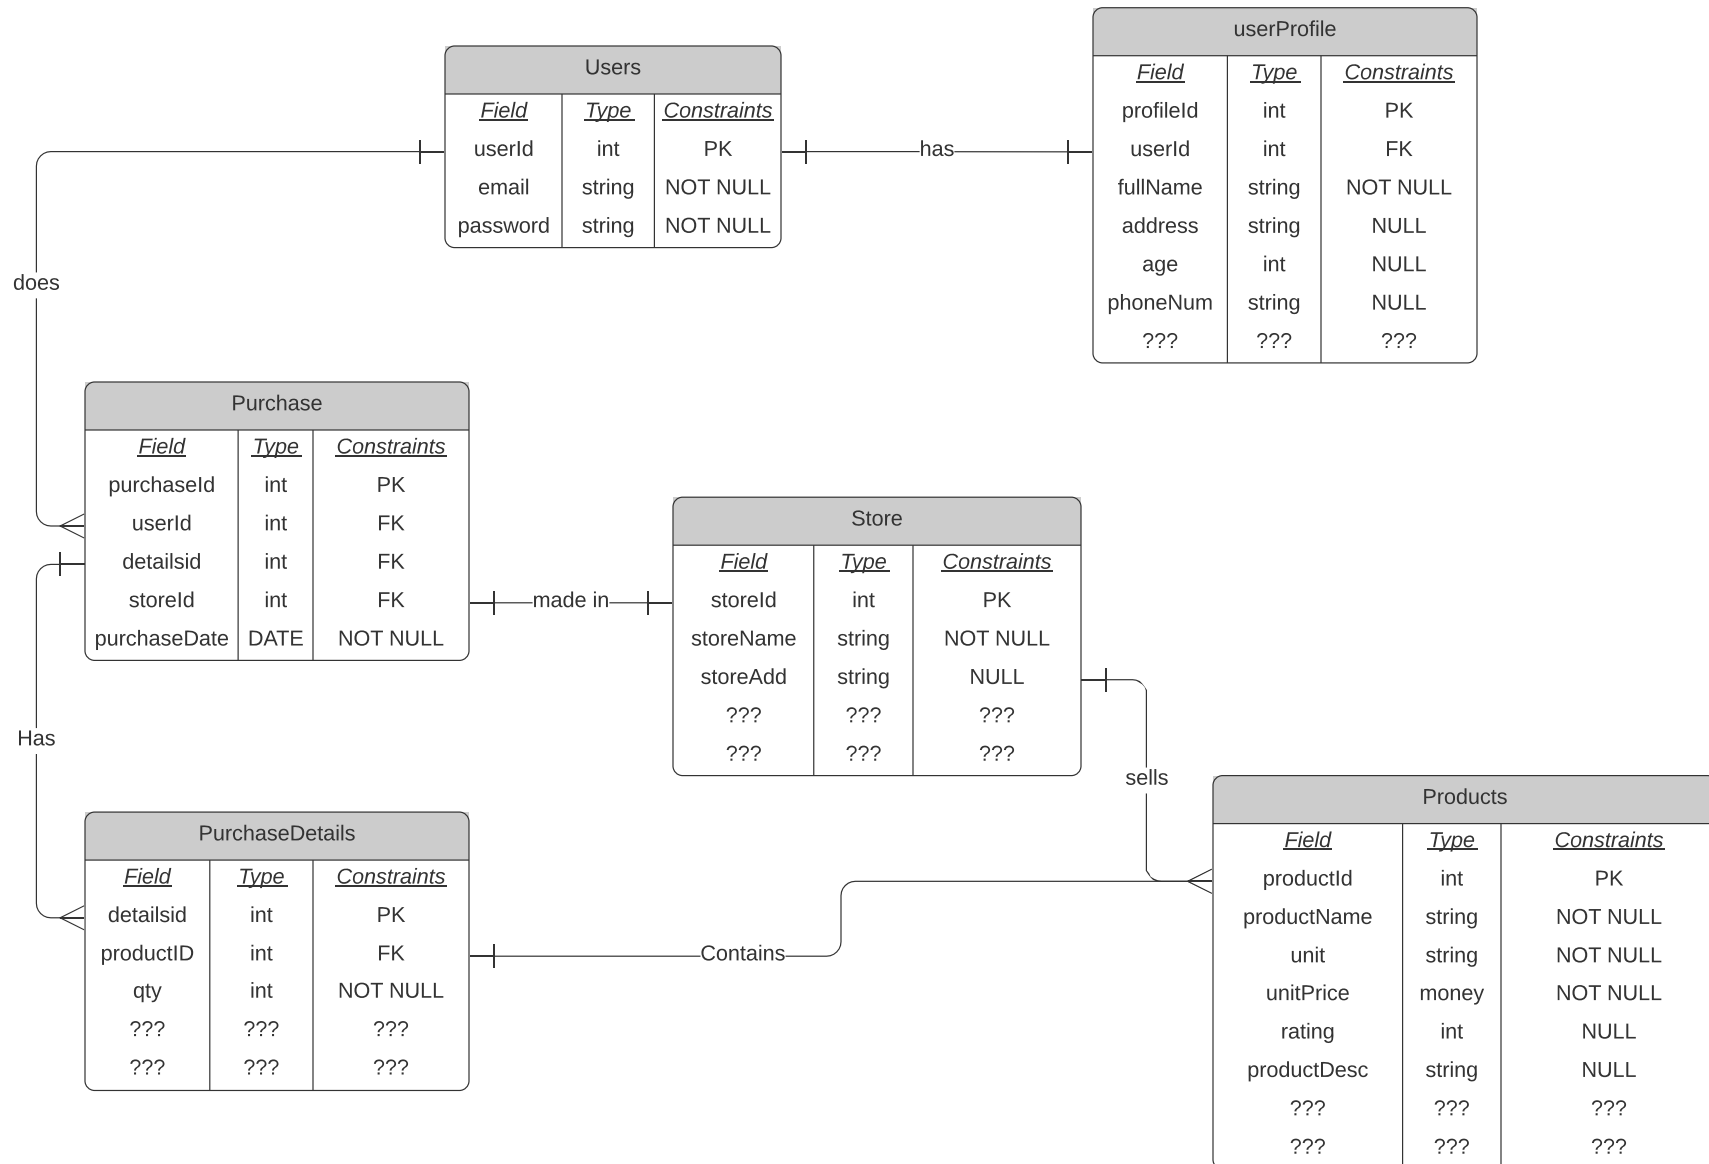 userProfile
Field Type Constraints
profileId int PK
userId int FK
fullName string NOT NULL
address string NULL
age int NULL
phoneNum string NULL
??? ??? ???
Users
Field Type Constraints
userId int PK
email string NOT NULL
password string NOT NULL
has
does
Purchase
Field Type Constraints
purchaseId int PK
userId int FK
detailsid int FK
storeId int FK
purchaseDate DATE NOT NULL
made in
Store
Field Type Constraints
storeId int PK
storeName string NOT NULL
storeAdd string NULL
??? ??? ???
??? ??? ???
Has
sells
PurchaseDetails
Field Type Constraints
detailsid int PK
productID int FK
qty int NOT NULL
??? ??? ???
??? ??? ???
Contains
Products
Field Type Constraints
productId int PK
productName string NOT NULL
unit string NOT NULL
unitPrice money NOT NULL
rating int NULL
productDesc string NULL
??? ??? ???
??? ??? ???